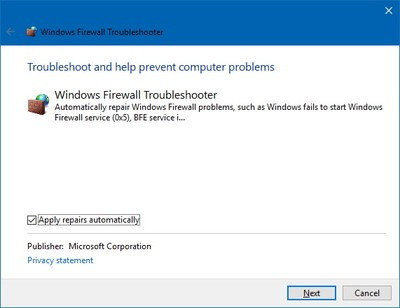 Windows Firewall Troubleshooter
Troubleshoot and help prevent computer problems
Windows Firewall Troubleshooter
Automatically repair Windows Firewall problems, such as Windows fails to start Windows
Firewall service (0x5), BFE service i...
Apply repairs automatically
Publisher: Microsoft Corporation
Privacy statement
Next Cancel